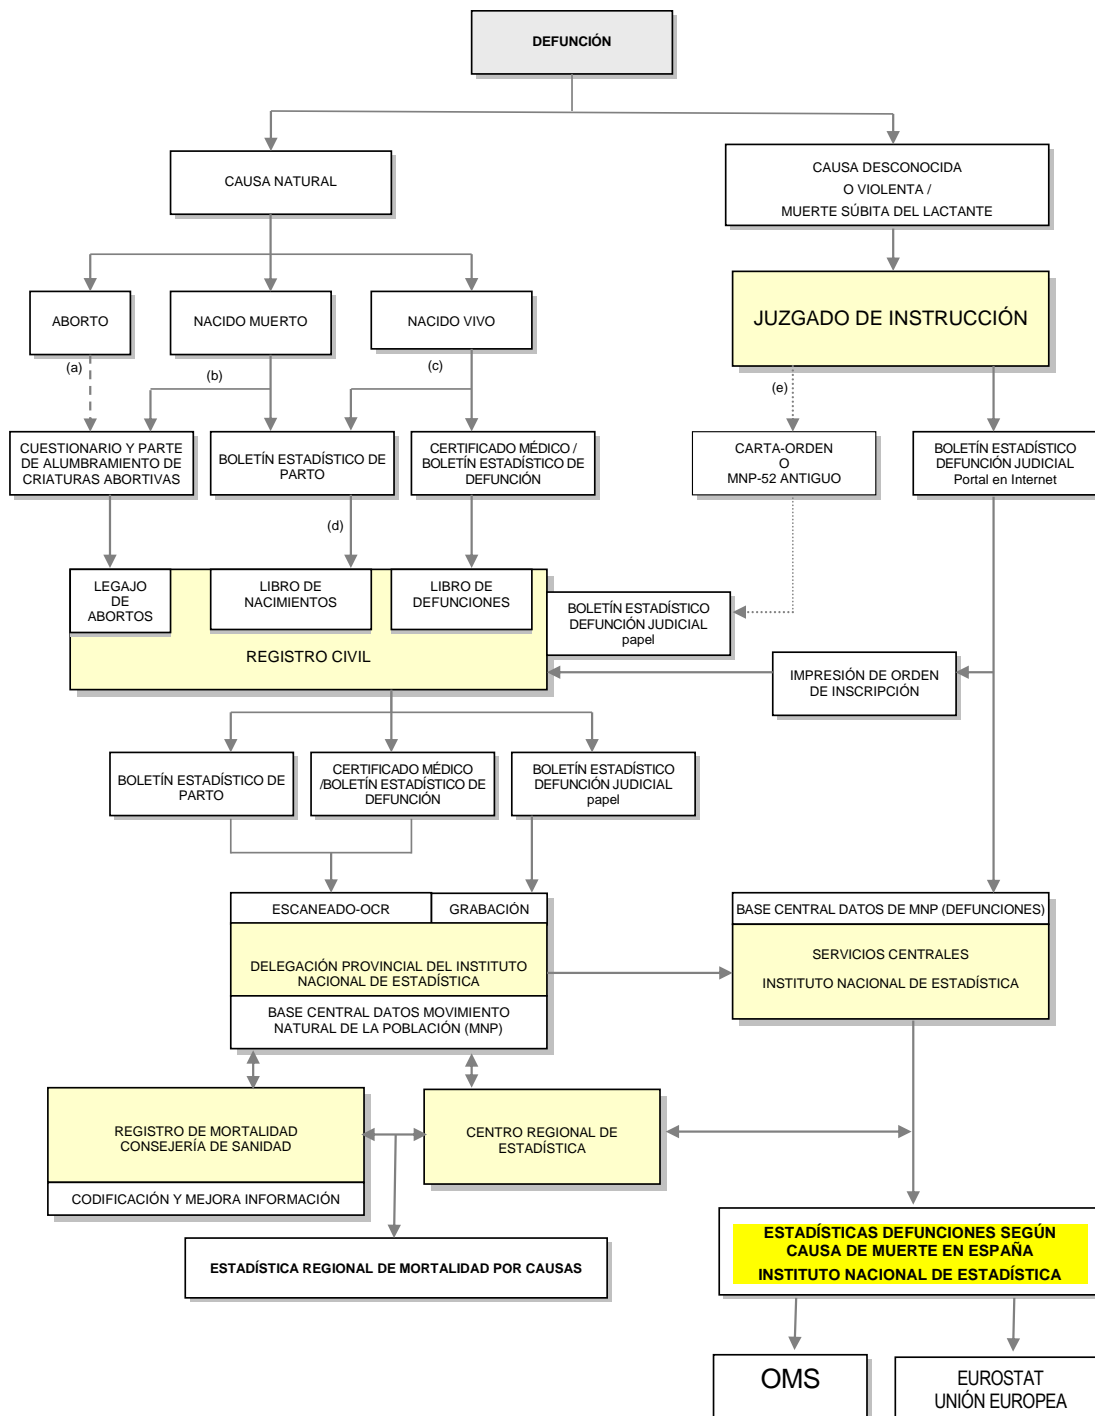 DEFUNCIÓN
CAUSA NATURAL
CAUSA DESCONOCIDA
O VIOLENTA /
MUERTE SÚBITA DEL LACTANTE
ABORTO
NACIDO MUERTO
NACIDO VIVO
JUZGADO DE INSTRUCCIÓN
(a)
(b)
(c)
(e)
CUESTIONARIO Y PARTE
DE ALUMBRAMIENTO DE
CRIATURAS ABORTIVAS
BOLETÍN ESTADÍSTICO DE
PARTO
CERTIFICADO MÉDICO /
BOLETÍN ESTADÍSTICO DE
DEFUNCIÓN
CARTA-ORDEN
O
MNP-52 ANTIGUO
BOLETÍN ESTADÍSTICO
DEFUNCIÓN JUDICIAL
Portal en Internet
(d)
LEGAJO
DE
ABORTOS
LIBRO DE
NACIMIENTOS
LIBRO DE
DEFUNCIONES
BOLETÍN ESTADÍSTICO
DEFUNCIÓN JUDICIAL
papel
REGISTRO CIVIL
IMPRESIÓN DE ORDEN
DE INSCRIPCIÓN
BOLETÍN ESTADÍSTICO DE
PARTO
CERTIFICADO MÉDICO
/BOLETÍN ESTADÍSTICO DE
DEFUNCIÓN
BOLETÍN ESTADÍSTICO
DEFUNCIÓN JUDICIAL
papel
ESCANEADO-OCR
GRABACIÓN
BASE CENTRAL DATOS DE MNP (DEFUNCIONES)
DELEGACIÓN PROVINCIAL DEL INSTITUTO
NACIONAL DE ESTADÍSTICA
SERVICIOS CENTRALES
INSTITUTO NACIONAL DE ESTADÍSTICA
BASE CENTRAL DATOS MOVIMIENTO
NATURAL DE LA POBLACIÓN (MNP)
REGISTRO DE MORTALIDAD
CONSEJERÍA DE SANIDAD
CENTRO REGIONAL DE
ESTADÍSTICA
CODIFICACIÓN Y MEJORA INFORMACIÓN
ESTADÍSTICA REGIONAL DE MORTALIDAD POR CAUSAS
ESTADÍSTICAS DEFUNCIONES SEGÚN
CAUSA DE MUERTE EN ESPAÑA
INSTITUTO NACIONAL DE ESTADÍSTICA
OMS
EUROSTAT
UNIÓN EUROPEA